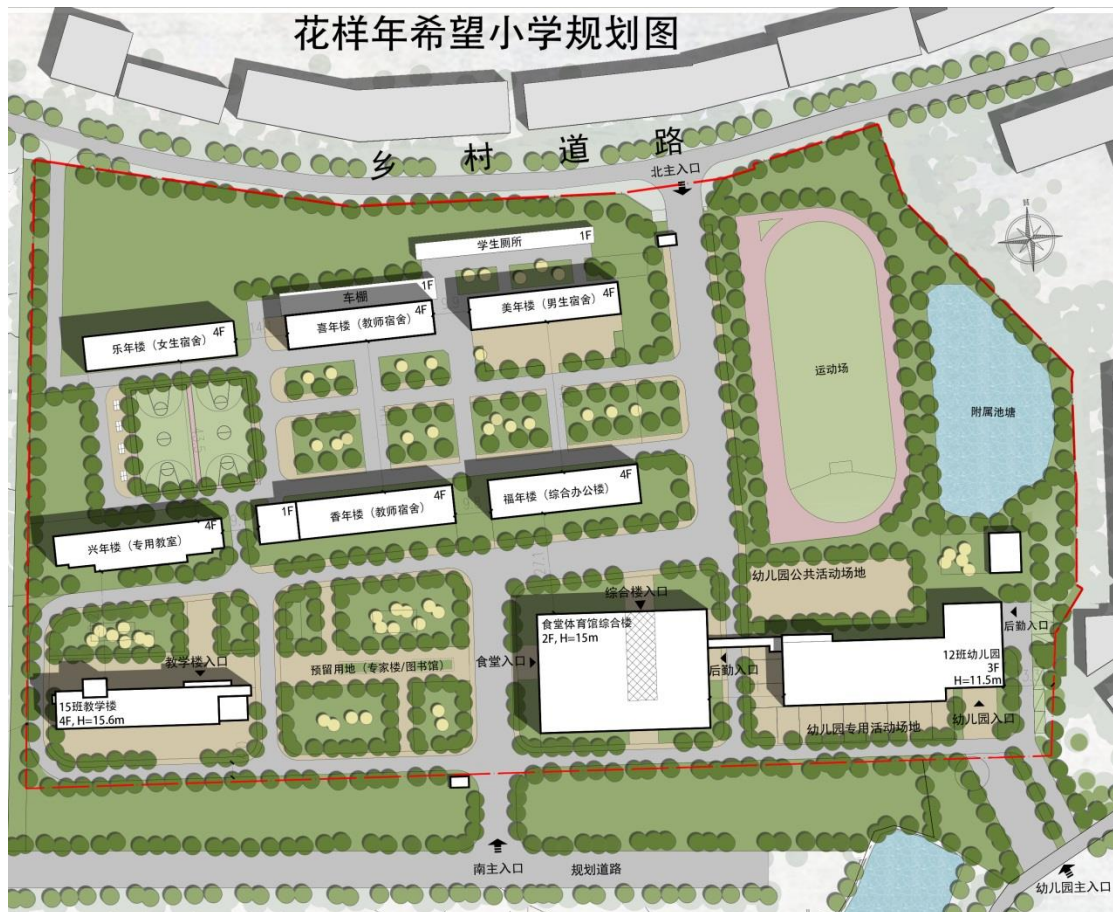 花样年希望小学规划图
乡村道路
北主入口
学生厕所
1F
车棚
1F
美年楼（男生宿舍）
4F
喜年楼（教师宿舍）
4F
乐年楼（女生宿舍）
4F
运动场
附属池塘
福年楼（综合办公楼）
4F
1F
香年楼（教师宿舍）
4F
兴年楼（专用教室）
4F
幼儿园公共活动场地
综合楼入口
食堂体育馆综合楼
2F, H=15m
后勤入口
12班幼儿园
3F
H=11.5m
教学楼入口
预留用地（专家楼/图书馆）
食堂入口
后勤入口
15班教学楼
4F, H=15.6m
幼儿园专用活动场地
幼儿园入口
南主入口
规划道路
幼儿园主入口